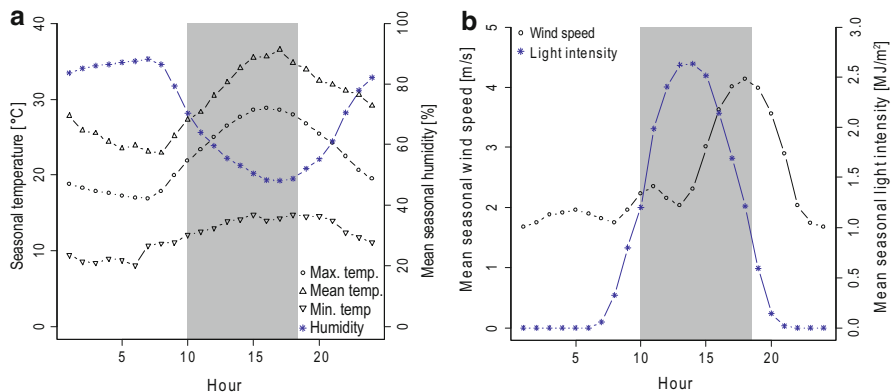 a
Seasonal temperature [°C]
0 10 20 30 40
Mean seasonal humidity [%]
0 20 40 60 80 100
Max. temp.
Mean temp.
Min. temp
Humidity
5 10 15 20
Hour
b
Mean seasonal wind speed [m/s]
0 1 2 3 4 5
Wind speed
Light intensity
Mean seasonal light intensity [MJ/m²]
0.0 0.5 1.0 1.5 2.0 2.5 3.0
5 10 15 20
Hour